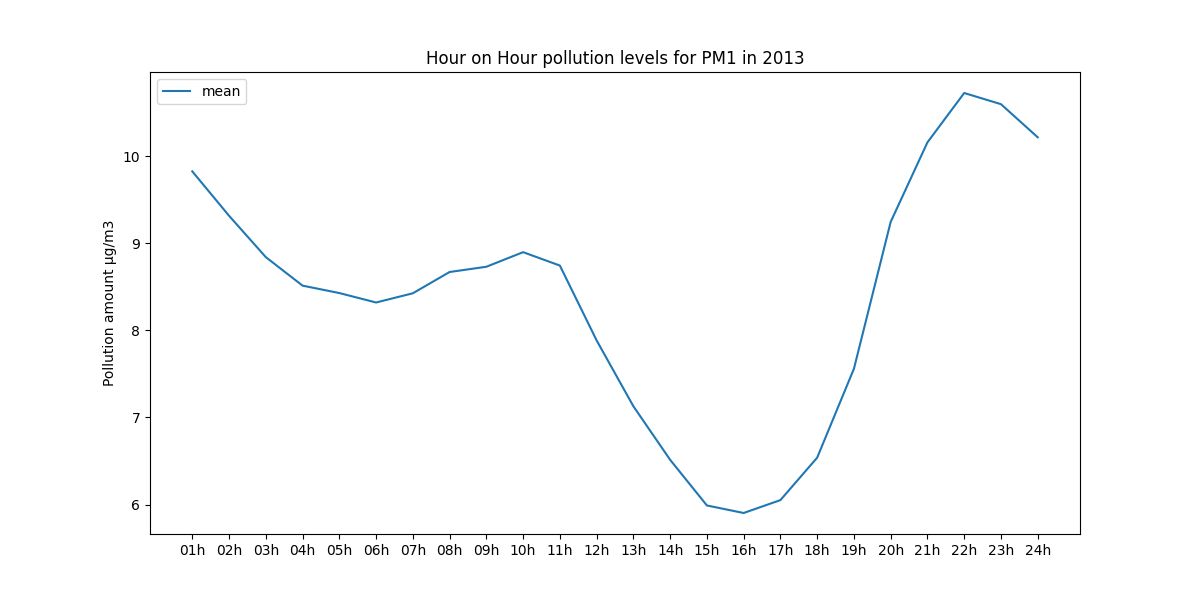 Hour on Hour pollution levels for PM1 in 2013
mean
Pollution amount µg/m3
10
9
8
7
6
01h 02h 03h 04h 05h 06h 07h 08h 09h 10h 11h 12h 13h 14h 15h 16h 17h 18h 19h 20h 21h 22h 23h 24h